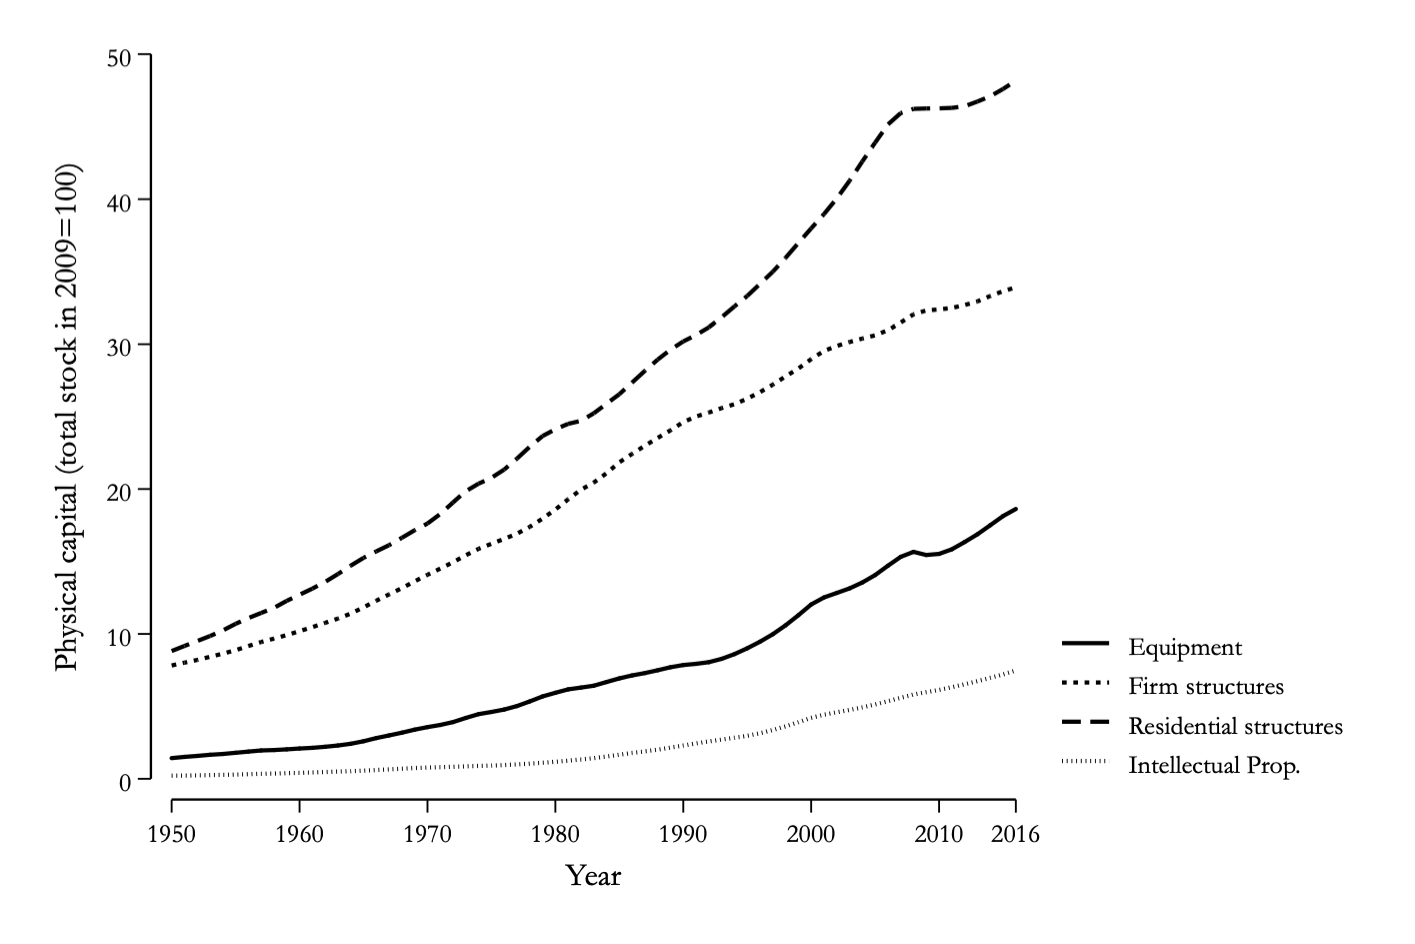 Physical capital (total stock in 2009=100)
50
40
30
20
10
0
1950 1960 1970 1980 1990 2000 2010 2016
Year
Equipment
Firm structures
Residential structures
Intellectual Prop.